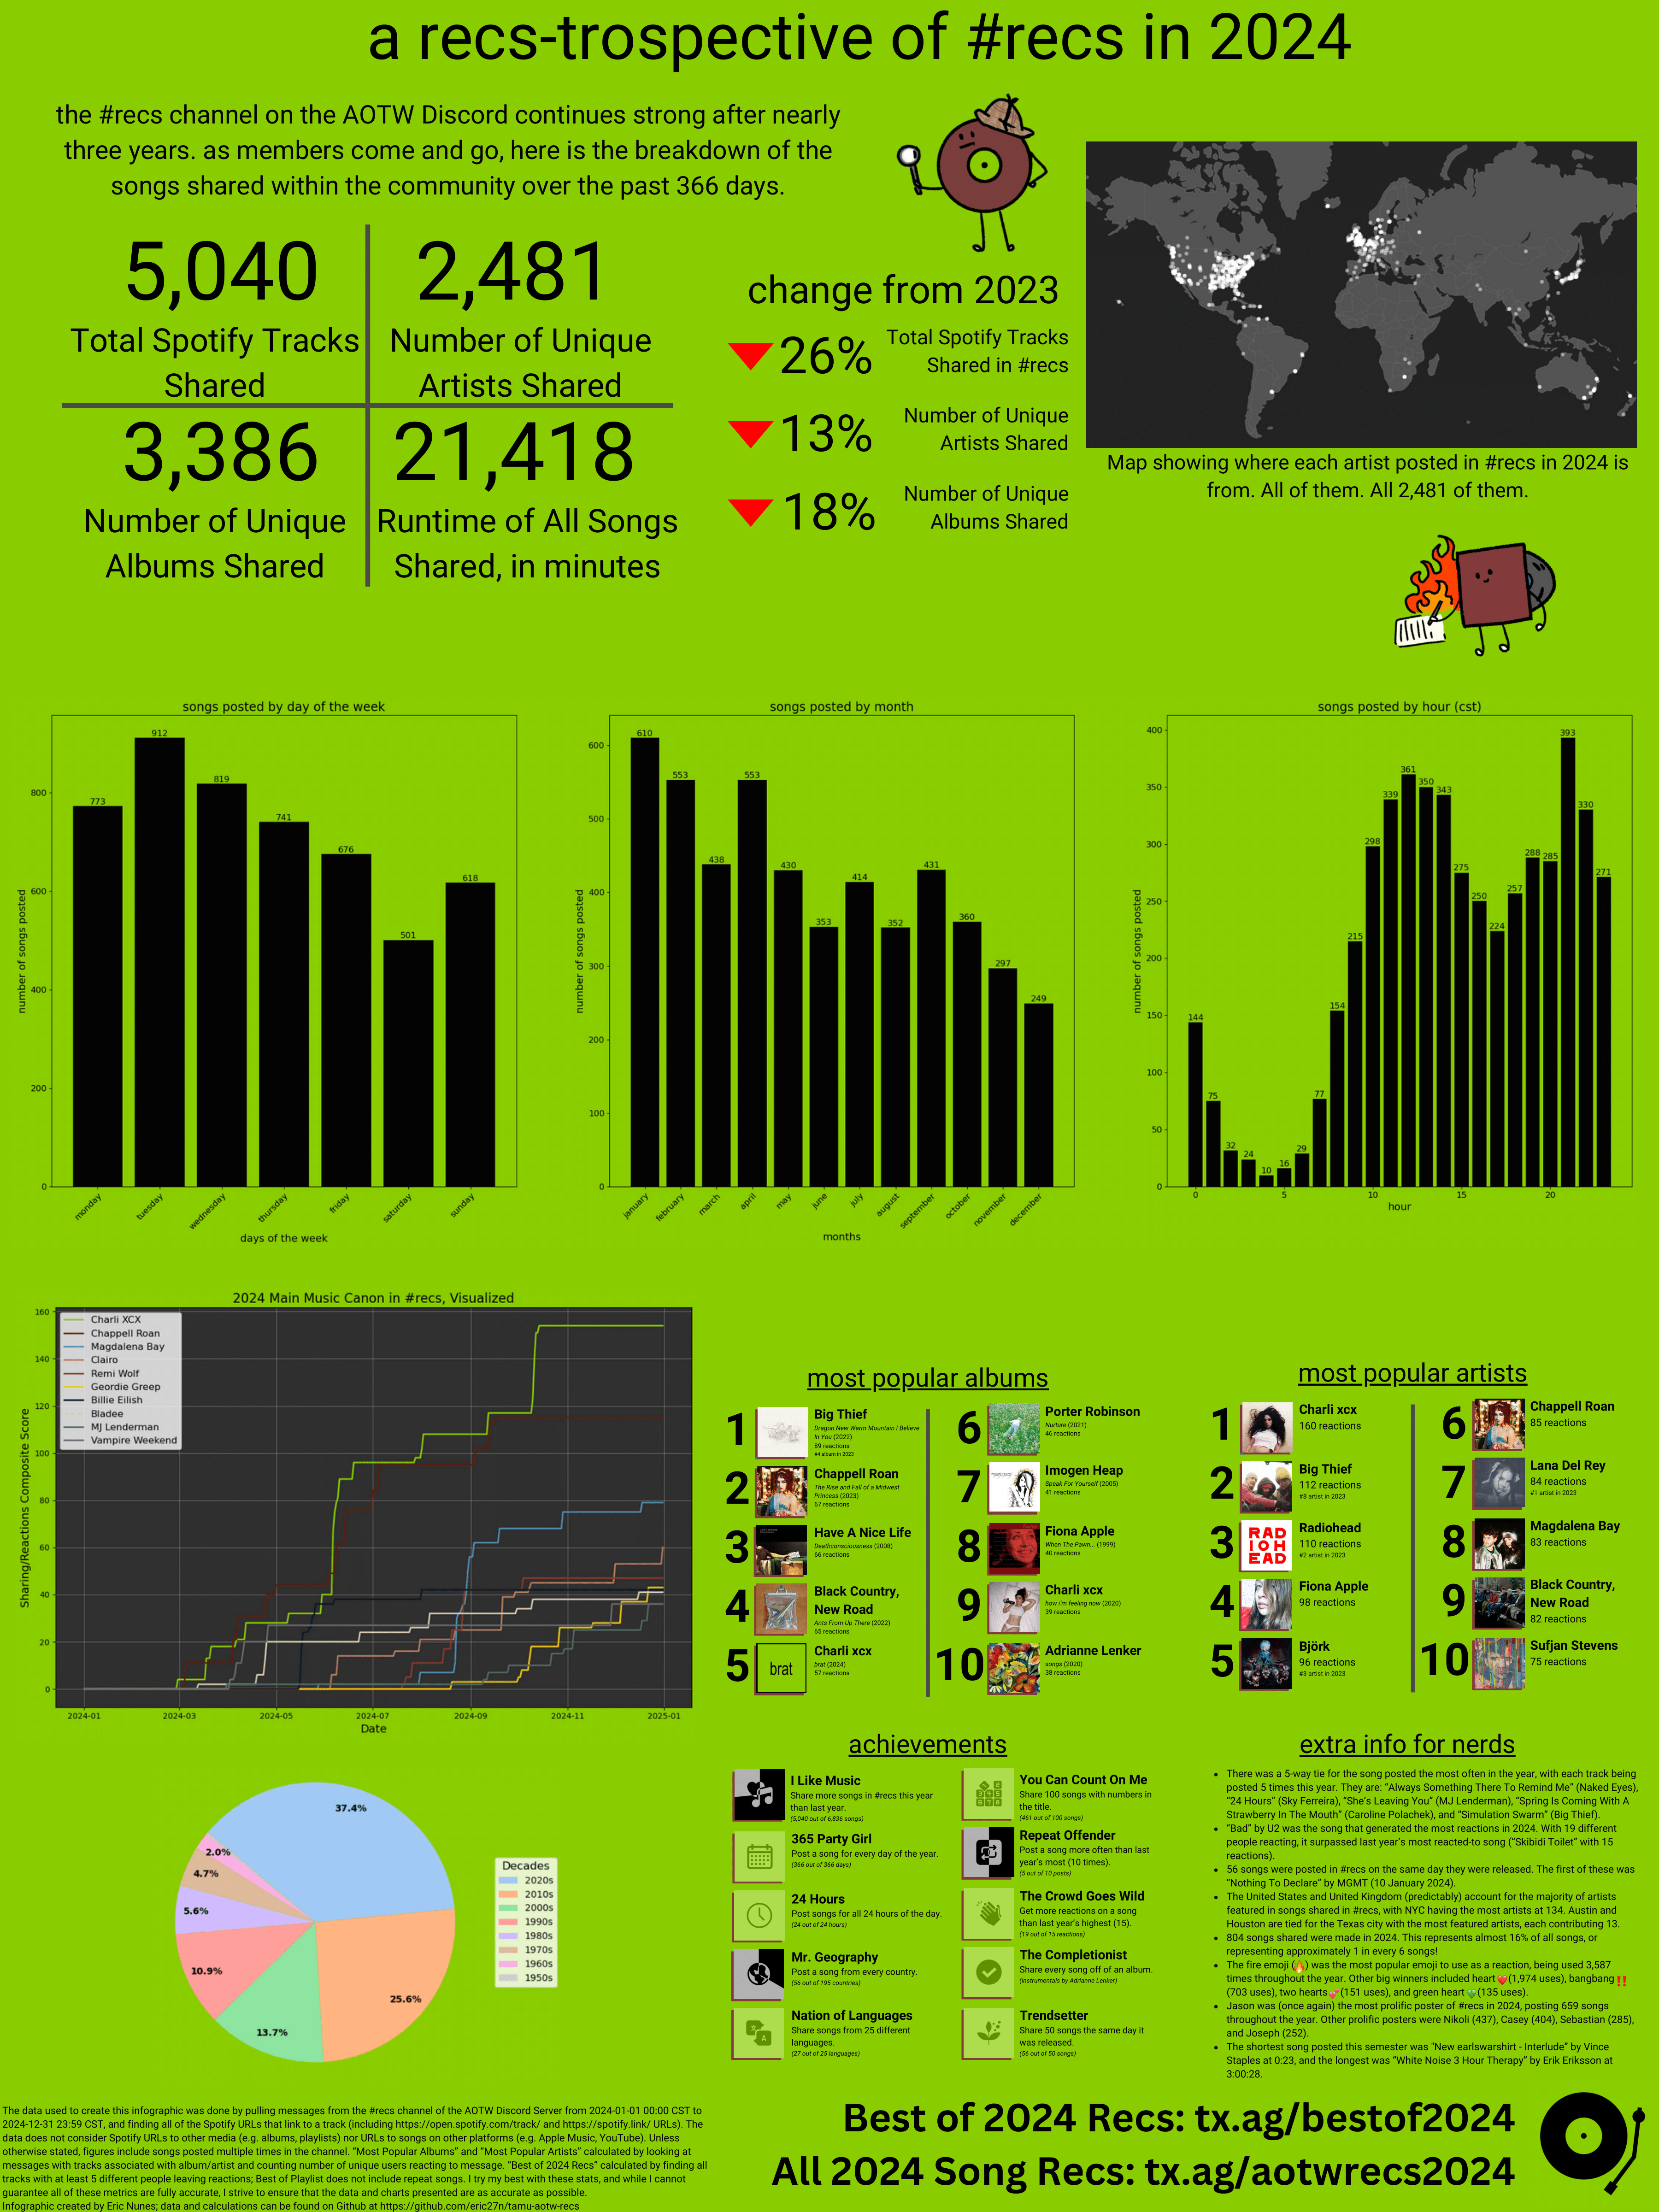 a recs-trospective of #recs in 2024
the #recs channel on the AOTW Discord continues strong after nearly
three years. as members come and go, here is the breakdown of the
songs shared within the community over the past 366 days.
5,040
Total Spotify Tracks
Shared
2,481
Number of Unique
Artists Shared
3,386
Number of Unique
Albums Shared
21,418
Runtime of All Songs
Shared, in minutes
change from 2023
26%
Total Spotify Tracks
Shared in #recs
13%
Number of Unique
Artists Shared
18%
Number of Unique
Albums Shared
Map showing where each artist posted in #recs in 2024 is
from. All of them. All 2,481 of them.
songs posted by day of the week
number of songs posted
0
200
400
600
800
773
912
819
741
676
501
618
monday
tuesday
wednesday
thursday
friday
saturday
sunday
days of the week
songs posted by month
number of songs posted
0
100
200
300
400
500
600
610
553
438
553
430
353
414
352
431
360
297
249
january
february
march
april
may
june
july
august
september
october
november
december
months
songs posted by hour (cst)
number of songs posted
0
50
100
150
200
250
300
350
400
144
75
32
24
10
16
29
77
154
215
298
339
361
350
343
275
250
224
257
288
285
393
330
271
0
5
10
15
20
hour
2024 Main Music Canon in #recs, Visualized
Sharing/Reactions Composite Score
160
140
120
100
80
60
40
20
0
Charli XCX
Chappell Roan
Magdalena Bay
Clairo
Remi Wolf
Geordie Greep
Billie Eilish
Bladee
MJ Lenderman
Vampire Weekend
2024-01
2024-03
2024-05
2024-07
2024-09
2024-11
2025-01
Date
most popular albums
1
Big Thief
Dragon New Warm Mountain I Believe
In You (2022)
89 reactions
#4 album in 2023
2
Chappell Roan
The Rise and Fall of a Midwest
Princess (2023)
67 reactions
3
Have A Nice Life
Deathconsciousness (2008)
66 reactions
4
Black Country,
New Road
Ants From Up There (2022)
65 reactions
5
brat
Charli xcx
brat (2024)
57 reactions
6
Porter Robinson
Nurture (2021)
46 reactions
7
Imogen Heap
Speak For Yourself (2005)
41 reactions
8
Fiona Apple
When The Pawn... (1999)
40 reactions
9
Charli xcx
how i'm feeling now (2020)
39 reactions
10
Adrianne Lenker
songs (2020)
38 reactions
most popular artists
1
Charli xcx
160 reactions
2
Big Thief
112 reactions
#8 artist in 2023
3
RAD
IOH
EAD
Radiohead
110 reactions
#2 artist in 2023
4
Fiona Apple
98 reactions
5
Björk
96 reactions
#3 artist in 2023
6
Chappell Roan
85 reactions
7
Lana Del Rey
84 reactions
#1 artist in 2023
8
Magdalena Bay
83 reactions
9
Black Country,
New Road
82 reactions
10
Sufjan Stevens
75 reactions
37.4%
2.0%
4.7%
5.6%
10.9%
13.7%
25.6%
Decades
2020s
2010s
2000s
1990s
1980s
1970s
1960s
1950s
achievements
I Like Music
Share more songs in #recs this year
than last year.
(5,040 out of 6,836 songs)
365 Party Girl
Post a song for every day of the year.
(366 out of 366 days)
24 Hours
Post songs for all 24 hours of the day.
(24 out of 24 hours)
Mr. Geography
Post a song from every country.
(56 out of 195 countries)
Nation of Languages
Share songs from 25 different
languages.
(27 out of 25 languages)
You Can Count On Me
Share 100 songs with numbers in
the title.
(461 out of 100 songs)
Repeat Offender
Post a song more often than last
year's most (10 times).
(5 out of 10 posts)
The Crowd Goes Wild
Get more reactions on a song
than last year's highest (15).
(19 out of 15 reactions)
The Completionist
Share every song off of an album.
(instrumentals by Adrianne Lenker)
Trendsetter
Share 50 songs the same day it
was released.
(56 out of 50 songs)
extra info for nerds
• There was a 5-way tie for the song posted the most often in the year, with each track being
posted 5 times this year. They are: "Always Something There To Remind Me" (Naked Eyes),
"24 Hours" (Sky Ferreira), "She's Leaving You" (MJ Lenderman), "Spring Is Coming With A
Strawberry In The Mouth" (Caroline Polachek), and "Simulation Swarm" (Big Thief).
• "Bad" by U2 was the song that generated the most reactions in 2024. With 19 different
people reacting, it surpassed last year's most reacted-to song ("Skibidi Toilet" with 15
reactions).
• 56 songs were posted in #recs on the same day they were released. The first of these was
"Nothing To Declare" by MGMT (10 January 2024).
• The United States and United Kingdom (predictably) account for the majority of artists
featured in songs shared in #recs, with NYC having the most artists at 134. Austin and
Houston are tied for the Texas city with the most featured artists, each contributing 13.
• 804 songs shared were made in 2024. This represents almost 16% of all songs, or
representing approximately 1 in every 6 songs!
• The fire emoji (🔥) was the most popular emoji to use as a reaction, being used 3,587
times throughout the year. Other big winners included heart❤️(1,974 uses), bangbang‼️
(703 uses), two hearts💕(151 uses), and green heart💚(135 uses).
• Jason was (once again) the most prolific poster of #recs in 2024, posting 659 songs
throughout the year. Other prolific posters were Nikoli (437), Casey (404), Sebastian (285),
and Joseph (252).
• The shortest song posted this semester was "New earlswarshirt - Interlude" by Vince
Staples at 0:23, and the longest was "White Noise 3 Hour Therapy" by Erik Eriksson at
3:00:28.
The data used to create this infographic was done by pulling messages from the #recs channel of the AOTW Discord Server from 2024-01-01 00:00 CST to
2024-12-31 23:59 CST, and finding all of the Spotify URLs that link to a track (including https://open.spotify.com/track/ and https://spotify.link/ URLs). The
data does not consider Spotify URLs to other media (e.g. albums, playlists) nor URLs to songs on other platforms (e.g. Apple Music, YouTube). Unless
otherwise stated, figures include songs posted multiple times in the channel. "Most Popular Albums" and "Most Popular Artists" calculated by looking at
messages with tracks associated with album/artist and counting number of unique users reacting to message. "Best of 2024 Recs" calculated by finding all
tracks with at least 5 different people leaving reactions; Best of Playlist does not include repeat songs. I try my best with these stats, and while I cannot
guarantee all of these metrics are fully accurate, I strive to ensure that the data and charts presented are as accurate as possible.
Infographic created by Eric Nunes; data and calculations can be found on Github at https://github.com/eric27n/tamu-aotw-recs
Best of 2024 Recs: tx.ag/bestof2024
All 2024 Song Recs: tx.ag/aotwrecs2024